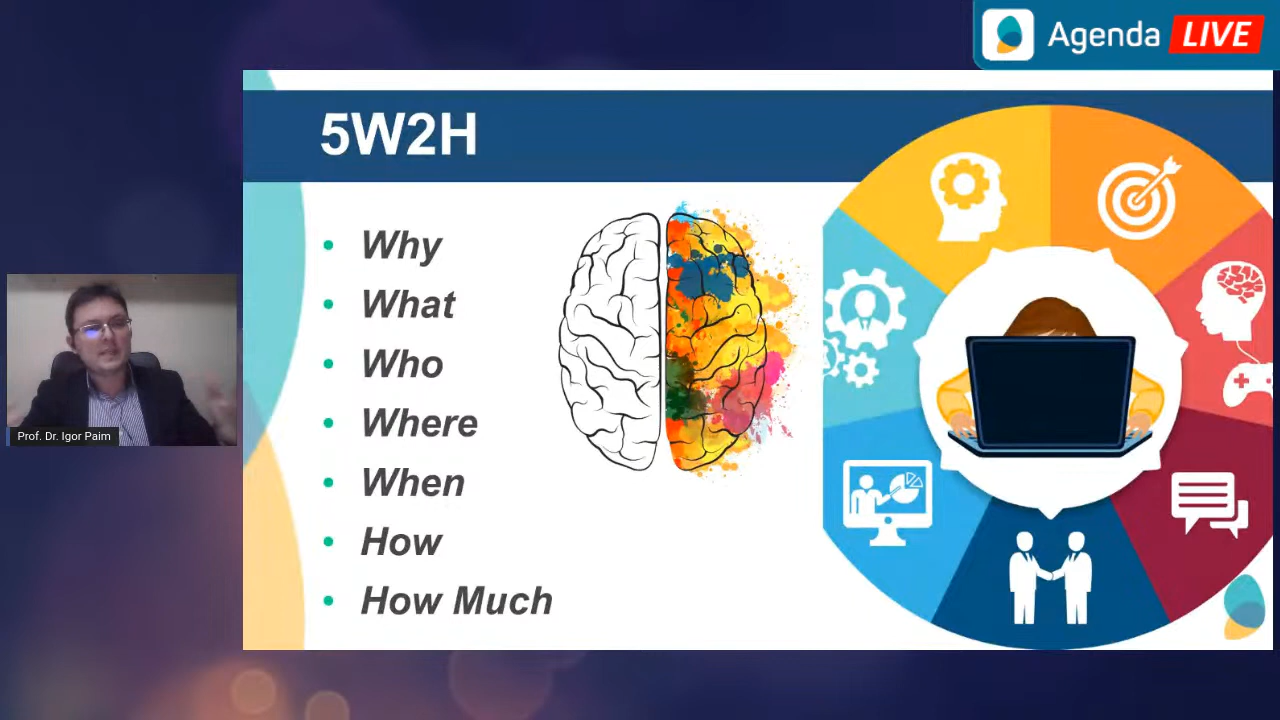 Agenda LIVE
5W2H
• Why
• What
• Who
• Where
• When
• How
• How Much
Prof. Dr. Igor Paim